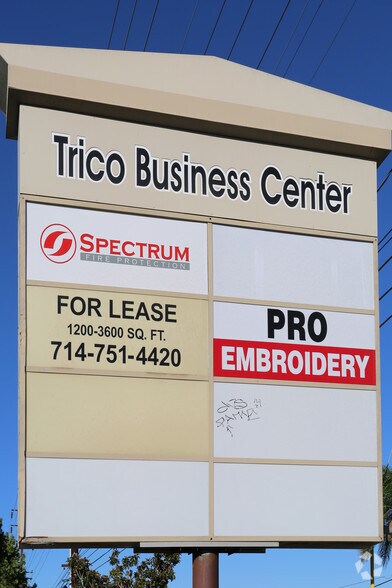 Trico Business Center
SPECTRUM
FIRE PROTECTION
FOR LEASE
1200-3600 SQ. FT.
714-751-4420
PRO
EMBROIDERY